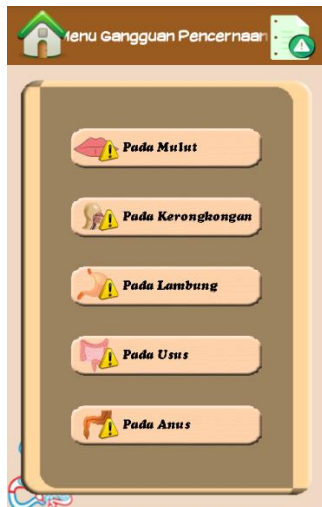 Menu Gangguan Pencernaan
Pada Mulut
Pada Kerongkongan
Pada Lambung
Pada Usus
Pada Anus